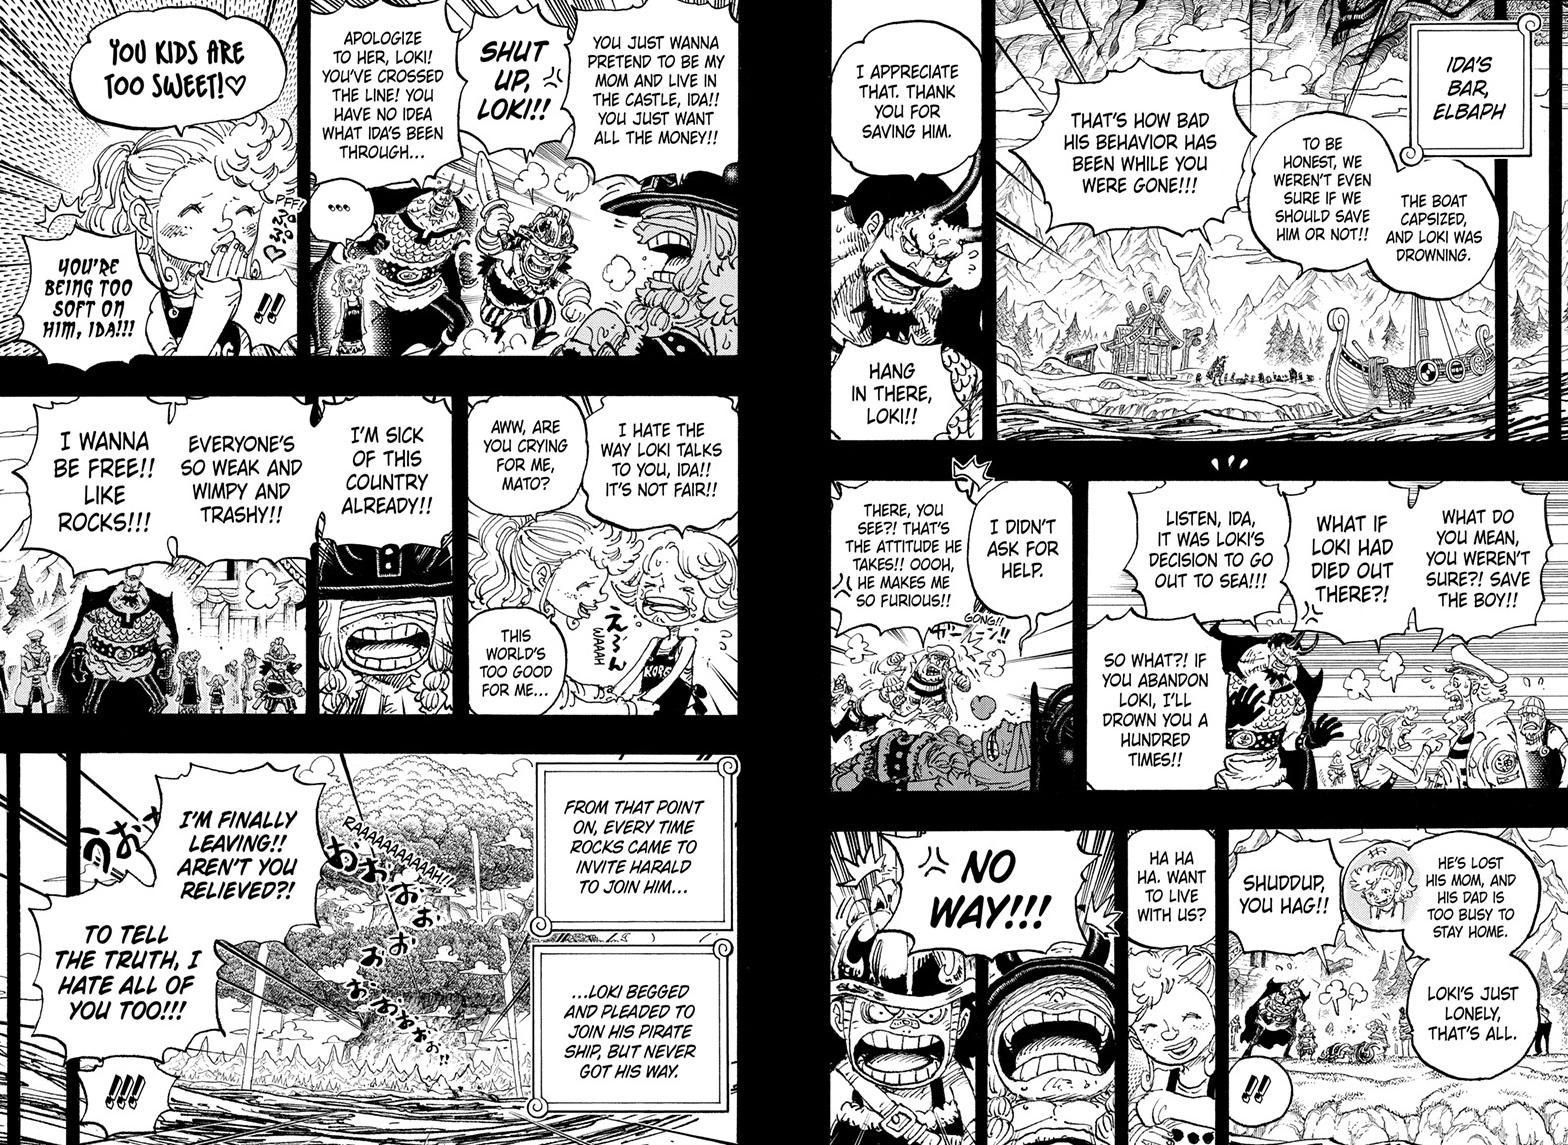 IDA'S
BAR,
ELBAPH
THE BOAT
CAPSIZED,
AND LOKI WAS
DROWNING.
TO BE
HONEST, WE
WEREN'T EVEN
SURE IF WE
SHOULD SAVE
HIM OR NOT!!
THAT'S HOW BAD
HIS BEHAVIOR HAS
BEEN WHILE YOU
WERE GONE!!!
I APPRECIATE
THAT. THANK
YOU FOR
SAVING HIM.
HANG
IN THERE,
LOKI!!
WHAT DO
YOU MEAN,
YOU WEREN'T
SURE?! SAVE
THE BOY!!
WHAT IF
LOKI HAD
DIED OUT
THERE?!
LISTEN, IDA,
IT WAS LOKI'S
DECISION TO GO
OUT TO SEA!!!
SO WHAT?! IF
YOU ABANDON
LOKI, I'LL
DROWN YOU A
HUNDRED
TIMES!!
I DIDN'T
ASK FOR
HELP.
GONG!!
THERE, YOU
SEE?! THAT'S
THE ATTITUDE HE
TAKES!! OOOH,
HE MAKES ME
SO FURIOUS!!
HE'S LOST
HIS MOM, AND
HIS DAD IS
TOO BUSY TO
STAY HOME.
LOKI'S JUST
LONELY,
THAT'S ALL.
SHUDDUP,
YOU HAG!!
!!
HA HA
HA. WANT
TO LIVE
WITH US?
NO
WAY!!!
YOU JUST WANNA
PRETEND TO BE MY
MOM AND LIVE IN
THE CASTLE, IDA!!
YOU JUST WANT
ALL THE MONEY!!
SHUT
UP,
LOKI!!
APOLOGIZE
TO HER, LOKI!
YOU'VE CROSSED
THE LINE! YOU
HAVE NO IDEA
WHAT IDA'S BEEN
THROUGH...
...
YOU KIDS ARE
TOO SWEET!♡
PFF!
!!
YOU'RE
BEING TOO
SOFT ON
HIM, IDA!!!
I HATE THE
WAY LOKI TALKS
TO YOU, IDA!!
IT'S NOT FAIR!!
AWW, ARE
YOU CRYING
FOR ME,
MATO?
え〜〜ん
WAAAH
THIS
WORLD'S
TOO GOOD
FOR ME...
I'M SICK
OF THIS
COUNTRY
ALREADY!!
EVERYONE'S
SO WEAK AND
WIMPY AND
TRASHY!!
I WANNA
BE FREE!!
LIKE
ROCKS!!!
FROM THAT POINT
ON, EVERY TIME
ROCKS CAME TO
INVITE HARALD
TO JOIN HIM...
...LOKI BEGGED
AND PLEADED TO
JOIN HIS PIRATE
SHIP, BUT NEVER
GOT HIS WAY.
RAAAAAAAAAAH!!
I'M FINALLY
LEAVING!!
AREN'T YOU
RELIEVED?!
TO TELL
THE TRUTH, I
HATE ALL OF
YOU TOO!!!
!!!